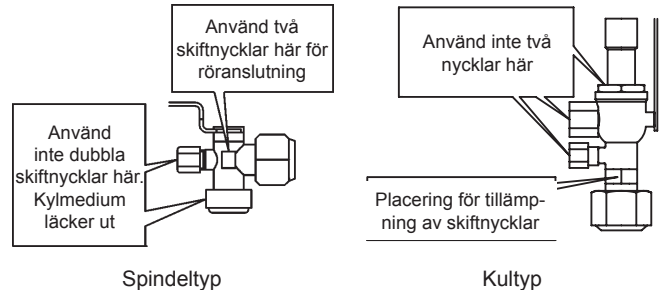 Använd två
skiftnycklar här för
röranslutning
Använd
inte dubbla
skiftnycklar här.
Kylmedium
läcker ut
Spindeltyp
Använd inte två
nycklar här
Placering för tillämp-
ning av skiftnycklar
Kultyp